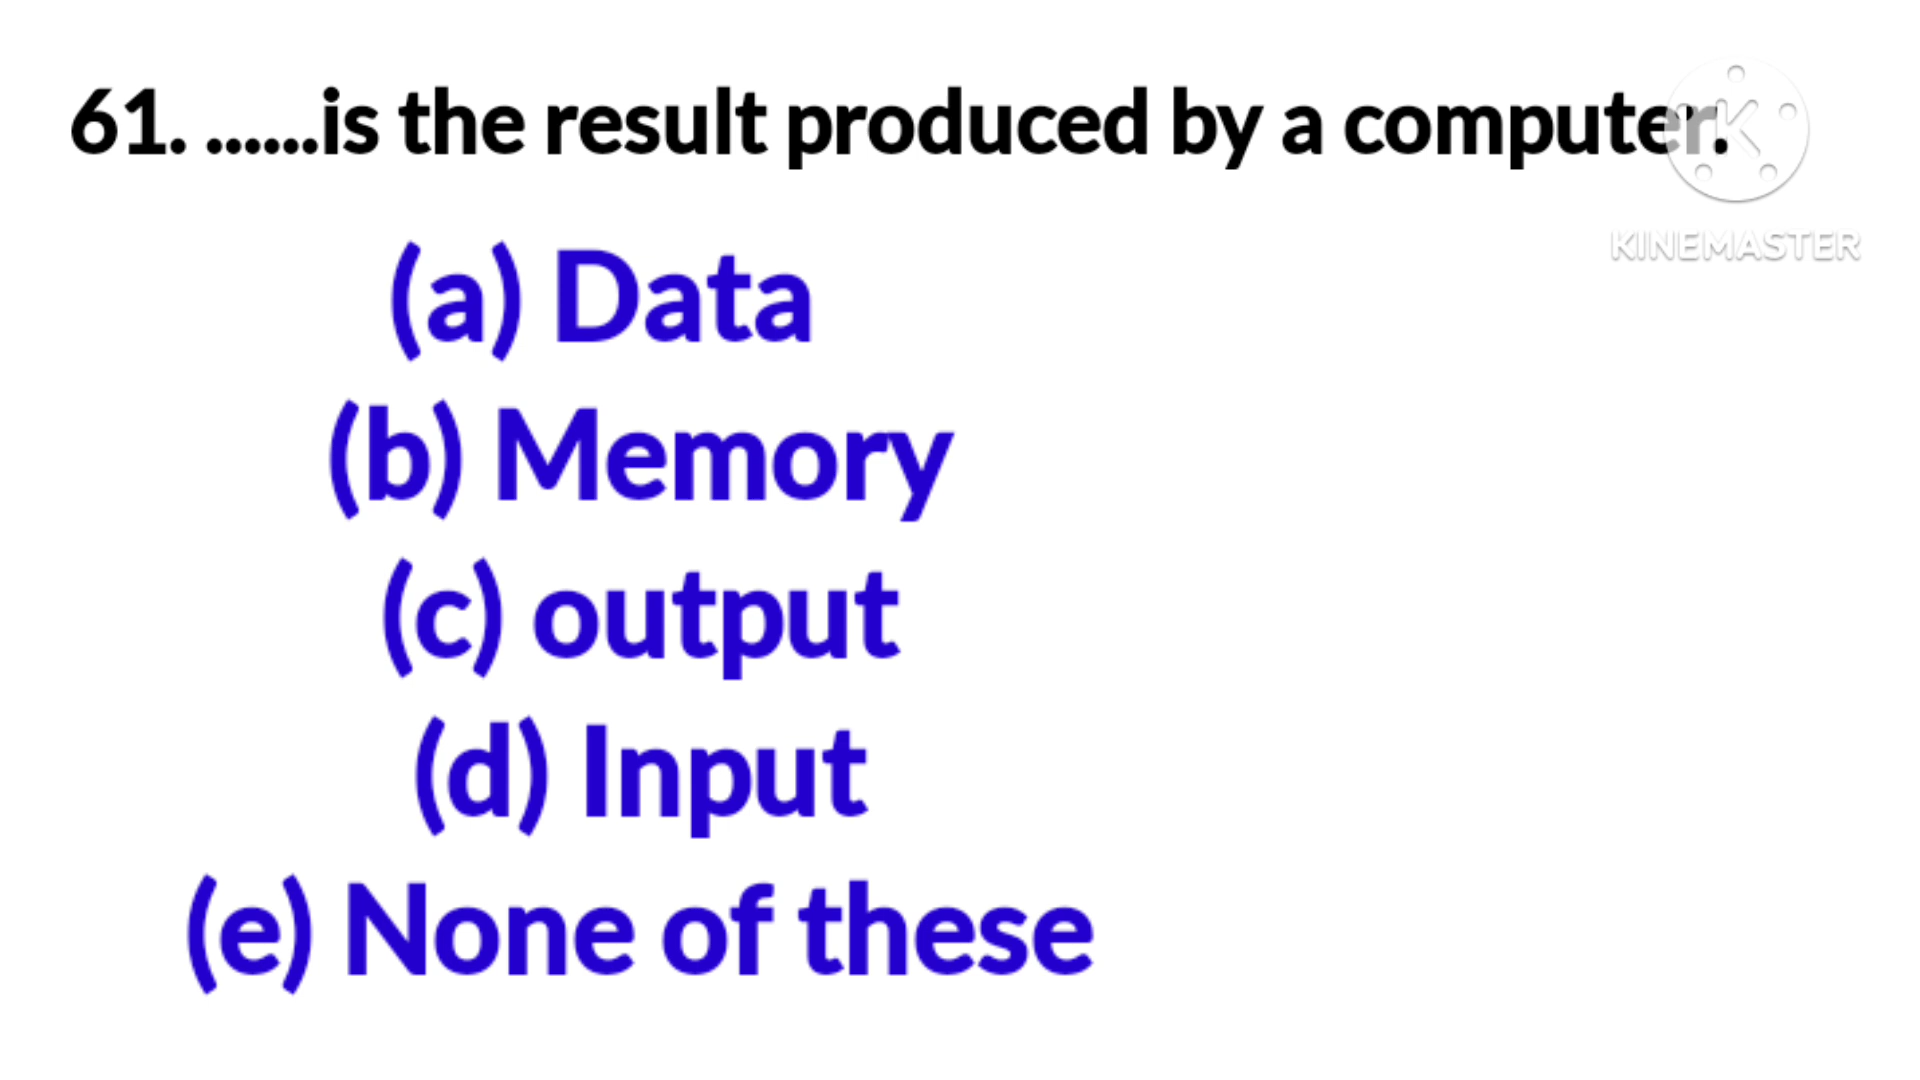 61. ......is the result produced by a computer.
(a) Data
(b) Memory
(c) output
(d) Input
(e) None of these
KINEMASTER